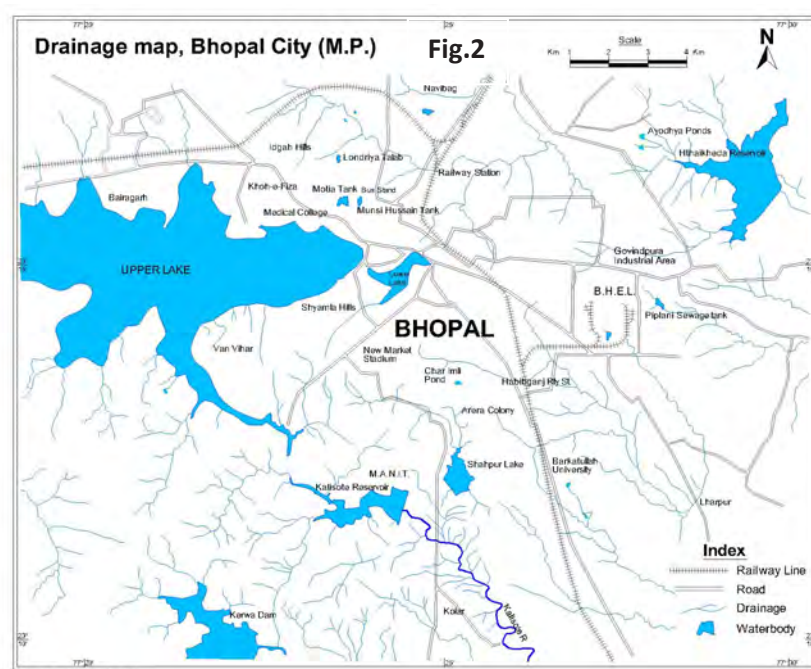 Drainage map, Bhopal City (M.P.)
Fig.2
Scale
Km 1 2 3 4 Km
N
Navibag
Ayodhya Ponds
Idgah Hills
Londriya Talab
Railway Station
Khoh-e-Fiza
Motia Tank
Bus Stand
Bairagarh
Medical College
Munsi Hussain Tank
Govindpura
Industrial Area
UPPER LAKE
Lower
Lake
B.H.E.L.
Shyamla Hills
Piplani Sewage tank
BHOPAL
Van Vihar
New Market
Stadium
Char Imli
Pond
Habibganj Rly St.
Arera Colony
M.A.N.I.T.
Shahpur Lake
Barkatullah
University
Kaliasote Reservoir
Lharpur
Index
Railway Line
Road
Drainage
Waterbody
Kerwa Dam
Kolar